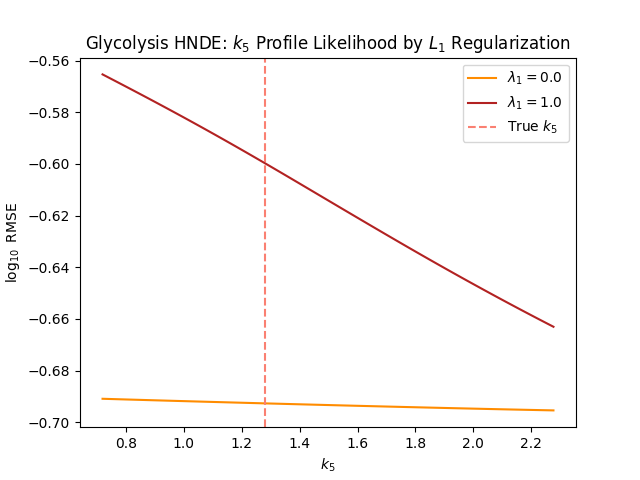 Glycolysis HNDE: k₅ Profile Likelihood by L₁ Regularization
−0.56
−0.58
−0.60
−0.62
−0.64
−0.66
−0.68
−0.70
log₁₀ RMSE
λ₁ = 0.0
λ₁ = 1.0
True k₅
0.8 1.0 1.2 1.4 1.6 1.8 2.0 2.2
k₅